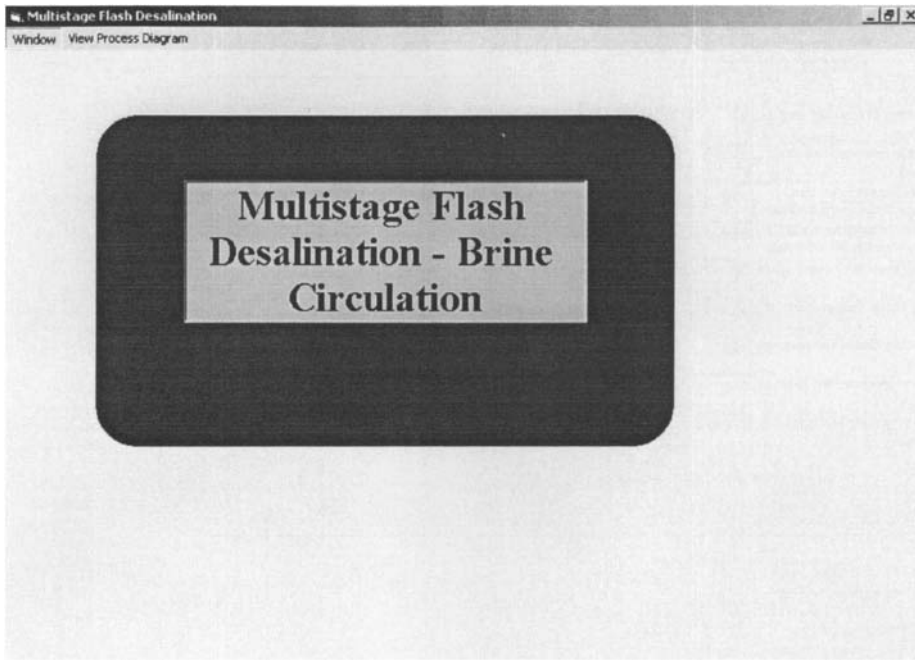 Multistage Flash Desalination
Window View Process Diagram
Multistage Flash
Desalination - Brine
Circulation